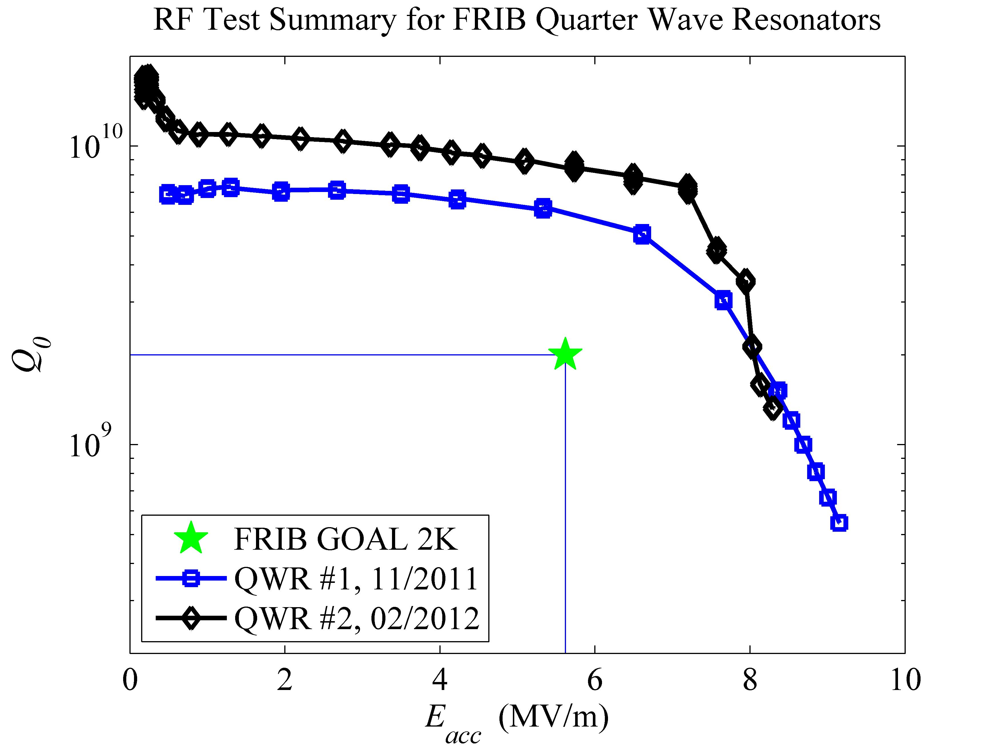 RF Test Summary for FRIB Quarter Wave Resonators
10^10
10^9
Q_0
FRIB GOAL 2K
QWR #1, 11/2011
QWR #2, 02/2012
0 2 4 6 8 10
E_acc (MV/m)